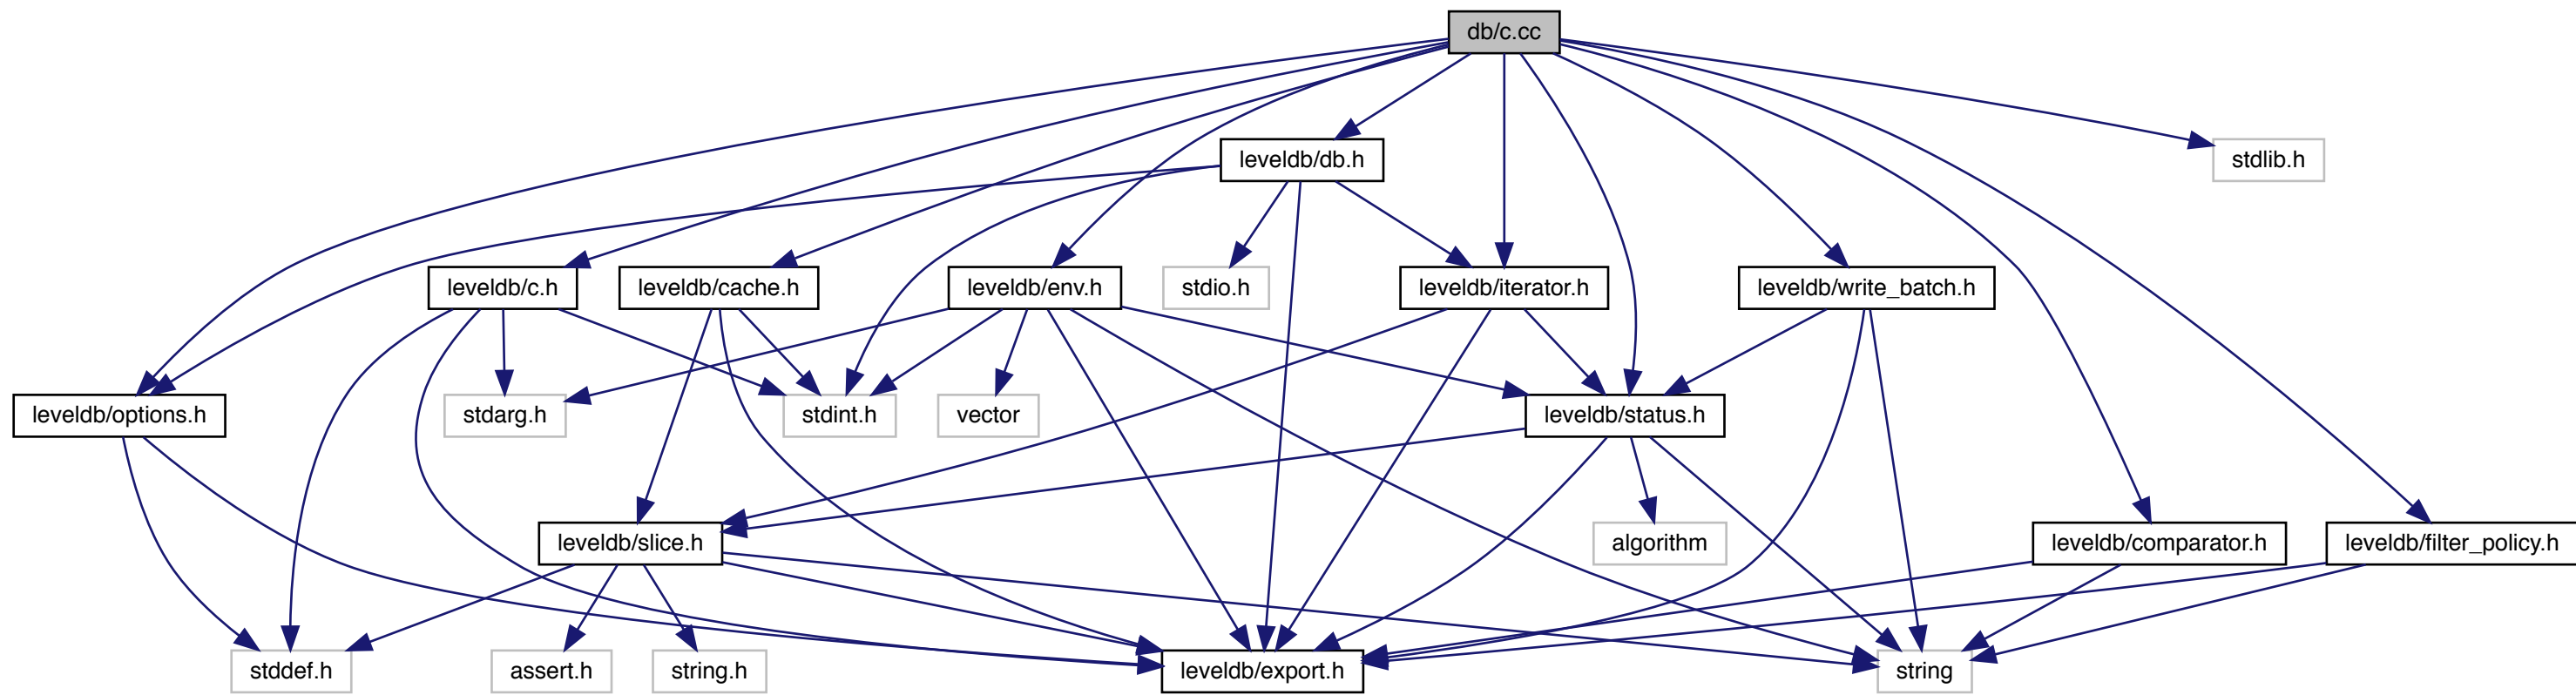 db/c.cc
leveldb/db.h
stdlib.h
leveldb/c.h
leveldb/cache.h
leveldb/env.h
stdio.h
leveldb/iterator.h
leveldb/write_batch.h
leveldb/options.h
stdarg.h
stdint.h
vector
leveldb/status.h
leveldb/slice.h
algorithm
leveldb/comparator.h
leveldb/filter_policy.h
stddef.h
assert.h
string.h
leveldb/export.h
string